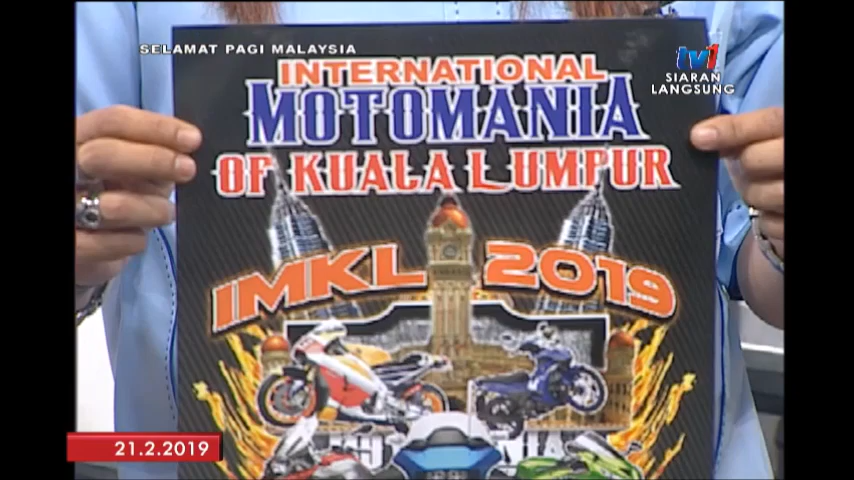 SELAMAT PAGI MALAYSIA
tv1
SIARAN
LANGSUNG
INTERNATIONAL
MOTOMANIA
OF KUALA LUMPUR
IMKL 2019
21.2.2019